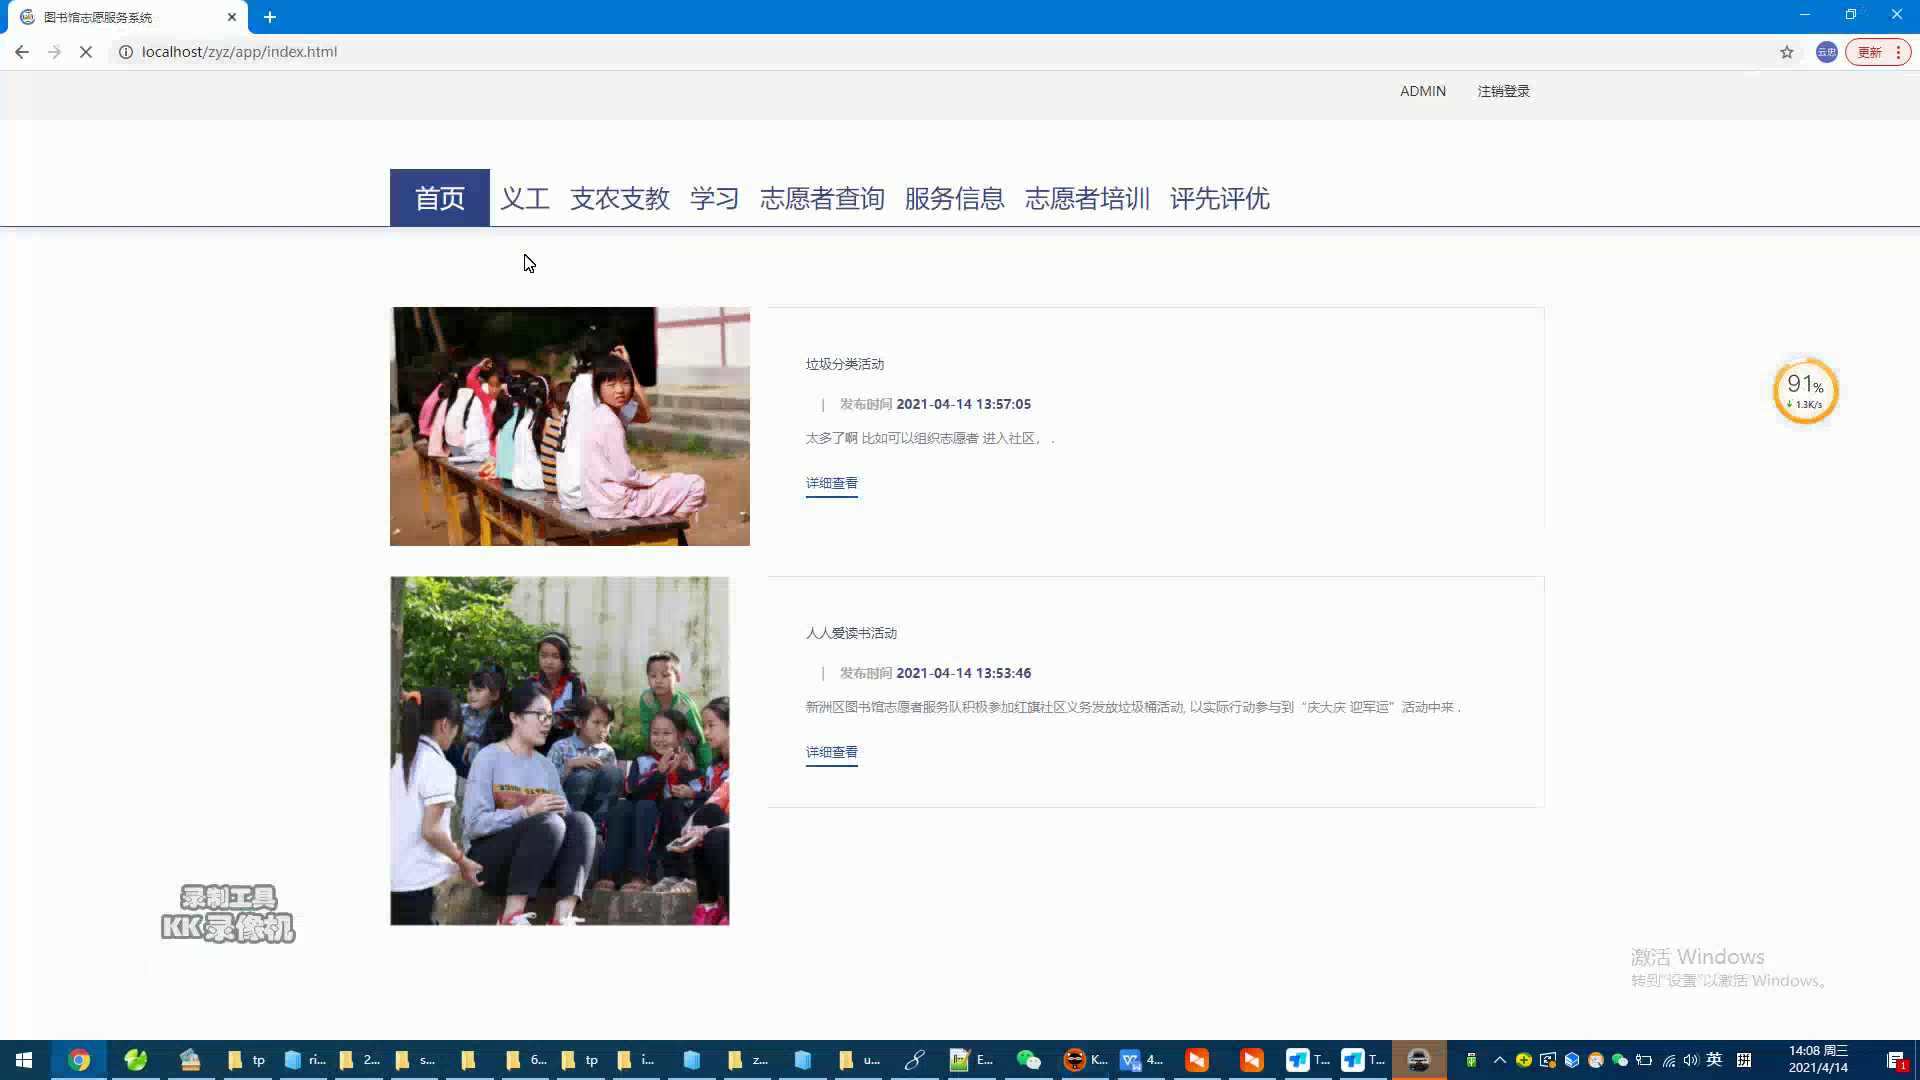 图书馆志愿服务系统
localhost/zyz/app/index.html
更新
ADMIN 注销登录
首页 义工 支农支教 学习 志愿者查询 服务信息 志愿者培训 评先评优
垃圾分类活动
| 发布时间 2021-04-14 13:57:05
太多了啊 比如可以组织志愿者 进入社区， .
详细查看
91%
1.3K/s
人人爱读书活动
| 发布时间 2021-04-14 13:53:46
新洲区图书馆志愿者服务队积极参加红旗社区义务发放垃圾桶活动, 以实际行动参与到“庆大庆 迎军运”活动中来 .
详细查看
录制工具
KK录像机
激活 Windows
转到“设置”以激活 Windows。
tp ri... 2... s... 6... tp i... z... u... E... K... 4... T... T... 英 拼
14:08 周三
2021/4/14
1